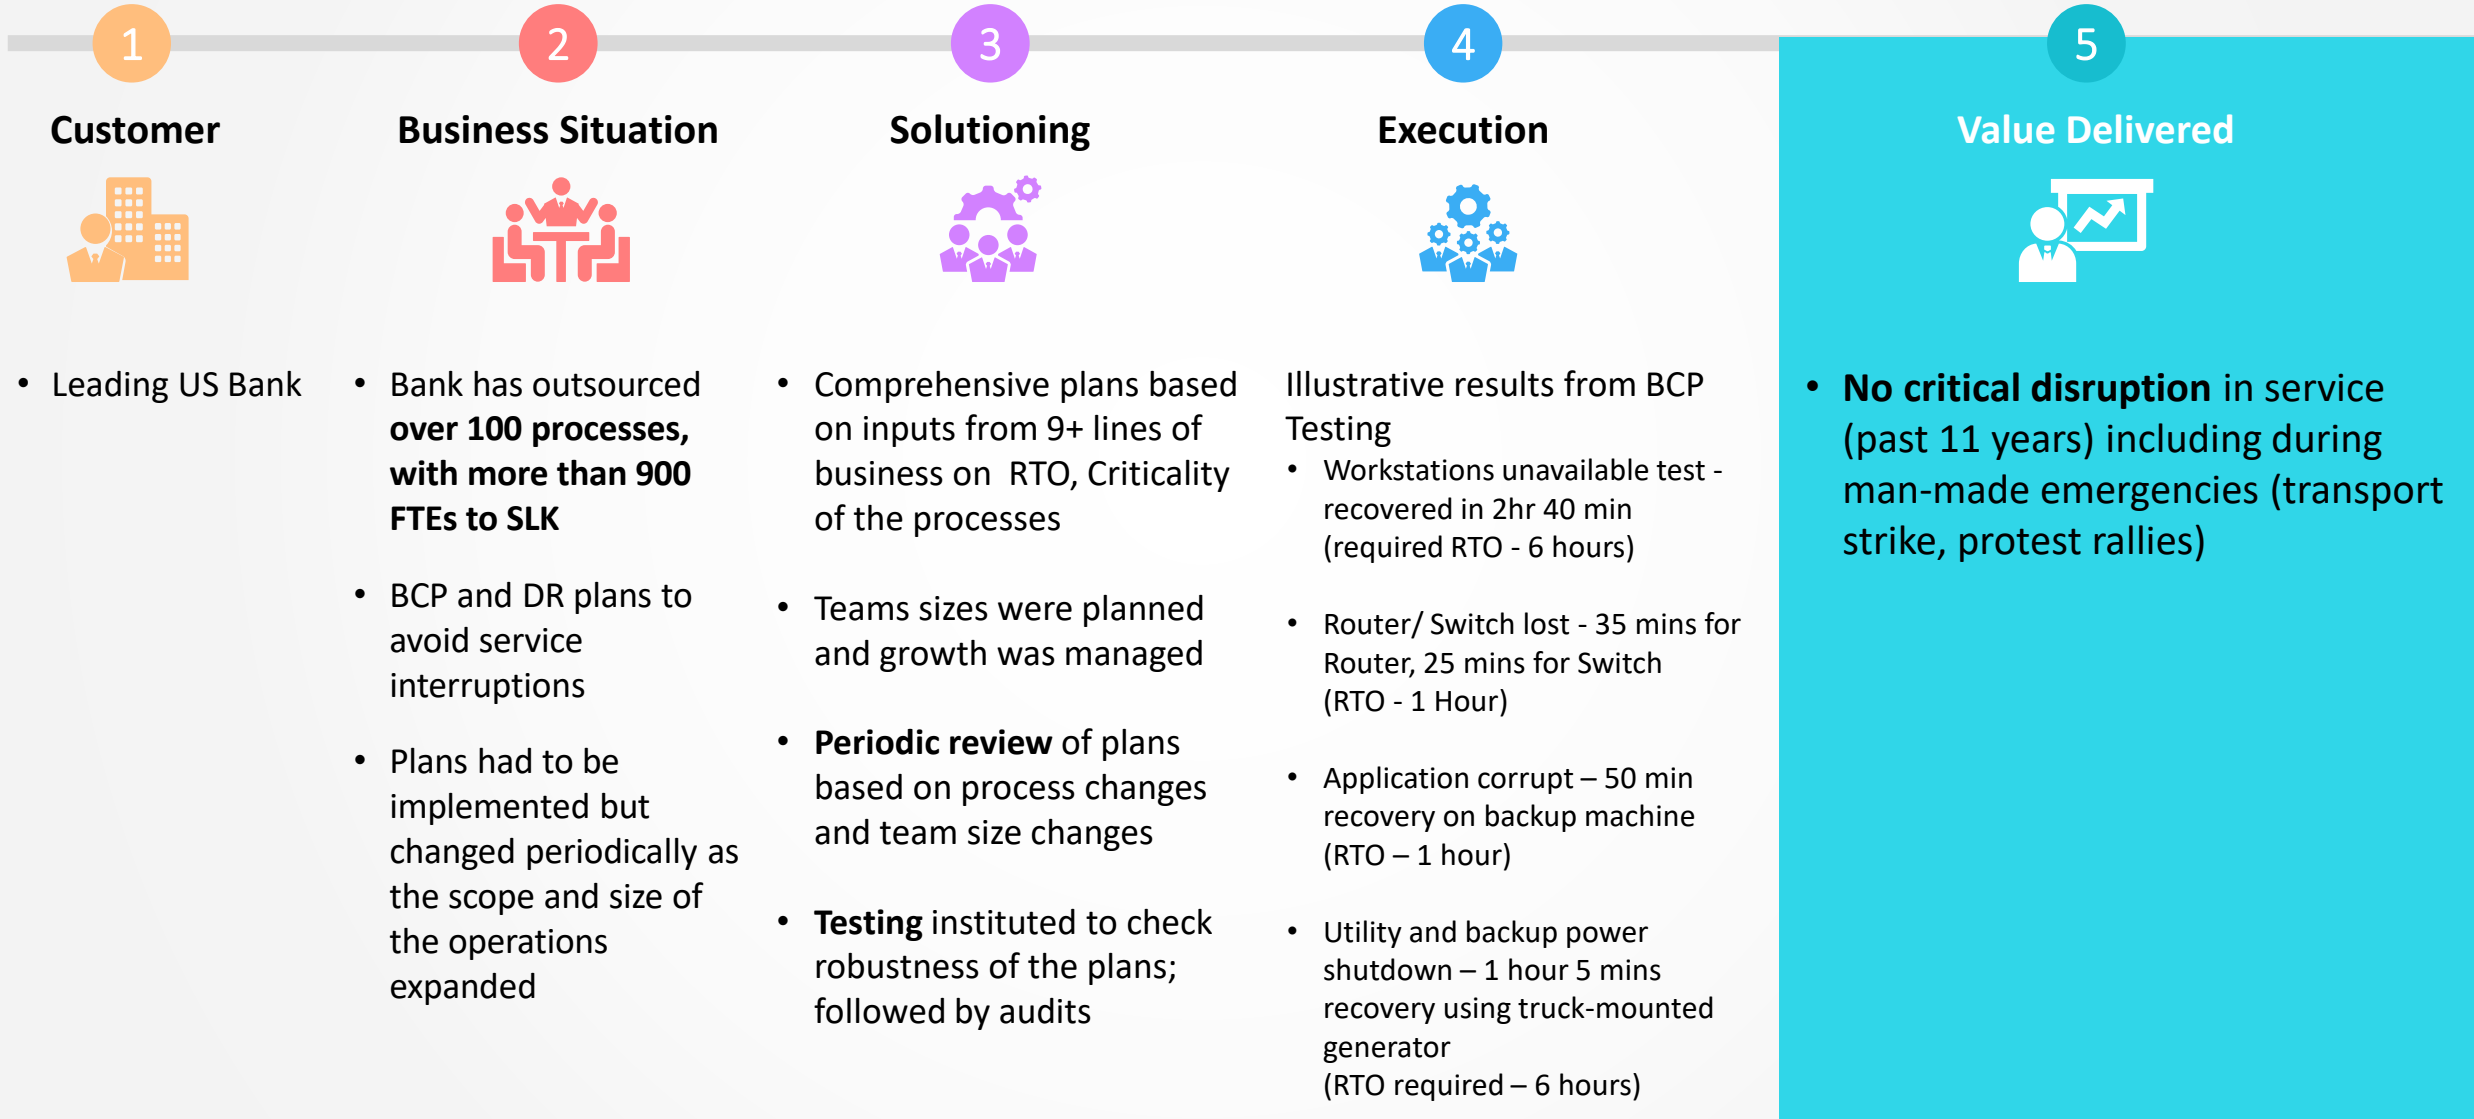 1
Customer
• Leading US Bank
2
Business Situation
• Bank has outsourced
over 100 processes,
with more than 900
FTEs to SLK
• BCP and DR plans to
avoid service
interruptions
• Plans had to be
implemented but
changed periodically as
the scope and size of
the operations
expanded
3
Solutioning
• Comprehensive plans based
on inputs from 9+ lines of
business on  RTO, Criticality
of the processes
• Teams sizes were planned
and growth was managed
• Periodic review of plans
based on process changes
and team size changes
• Testing instituted to check
robustness of the plans;
followed by audits
4
Execution
Illustrative results from BCP
Testing
• Workstations unavailable test -
recovered in 2hr 40 min
(required RTO - 6 hours)
• Router/ Switch lost - 35 mins for
Router, 25 mins for Switch
(RTO - 1 Hour)
• Application corrupt – 50 min
recovery on backup machine
(RTO – 1 hour)
• Utility and backup power
shutdown – 1 hour 5 mins
recovery using truck-mounted
generator
(RTO required – 6 hours)
5
Value Delivered
• No critical disruption in service
(past 11 years) including during
man-made emergencies (transport
strike, protest rallies)